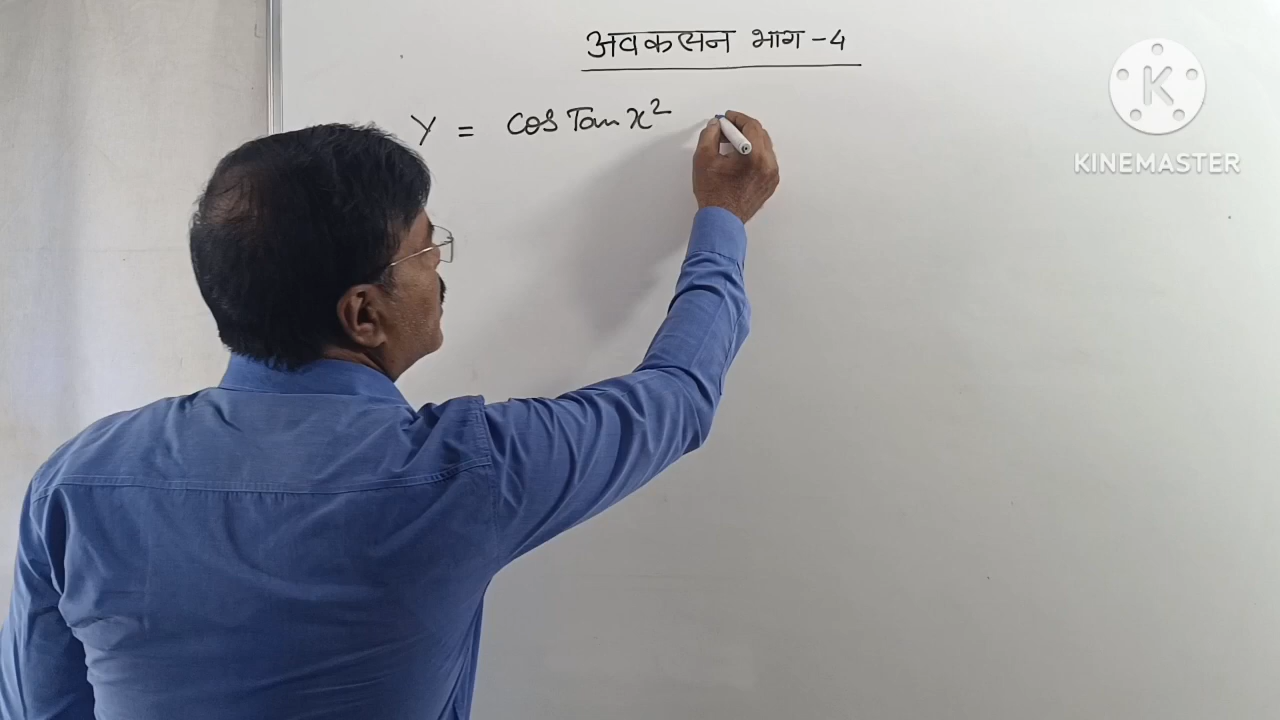 अवकलन भाग -4
Y = cos Tan x²
K
KINEMASTER